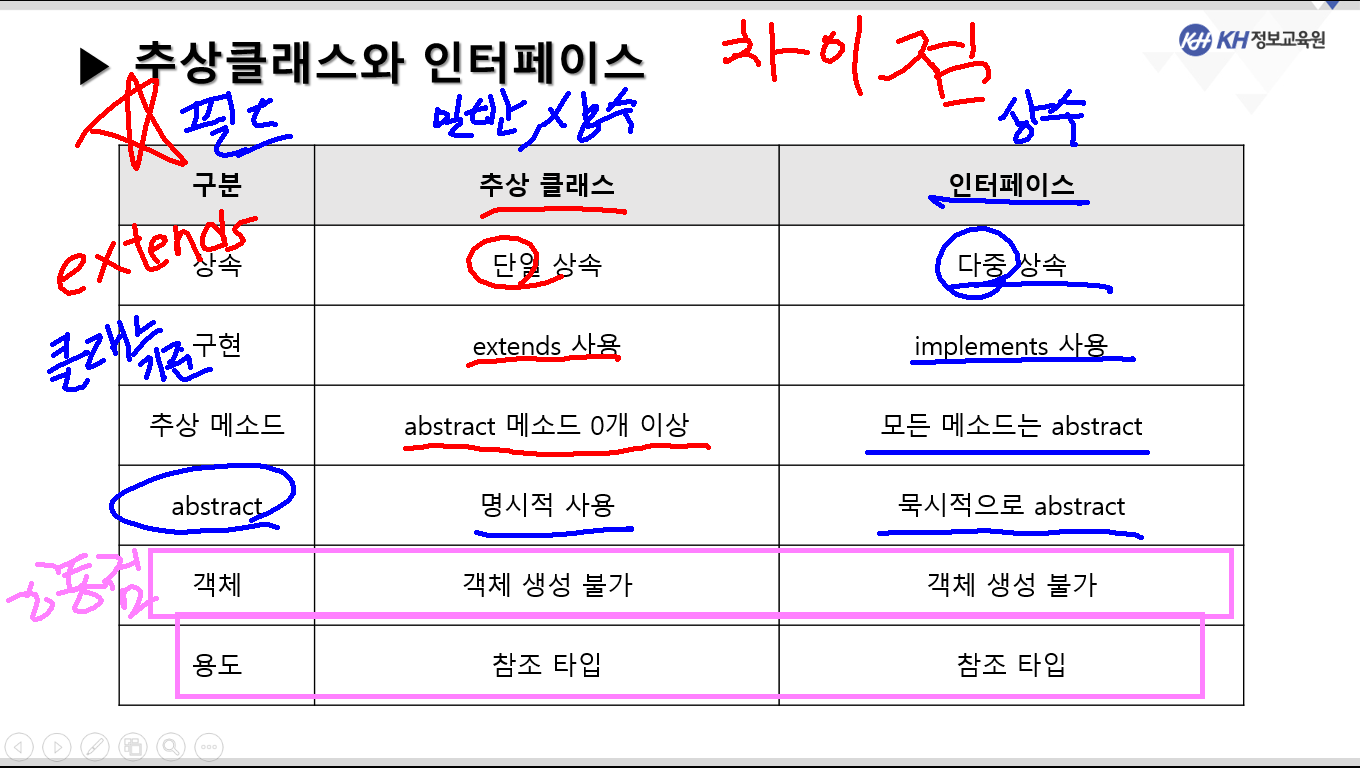 ▶ 추상클래스와 인터페이스 차이점 KH 정보교육원
필드 일반, 상수 상수
구분 추상 클래스 인터페이스
extends
상속 단일 상속 다중 상속
클래스 기준
구현 extends 사용 implements 사용
추상 메소드 abstract 메소드 0개 이상 모든 메소드는 abstract
abstract 명시적 사용 묵시적으로 abstract
공통점
객체 객체 생성 불가 객체 생성 불가
용도 참조 타입 참조 타입